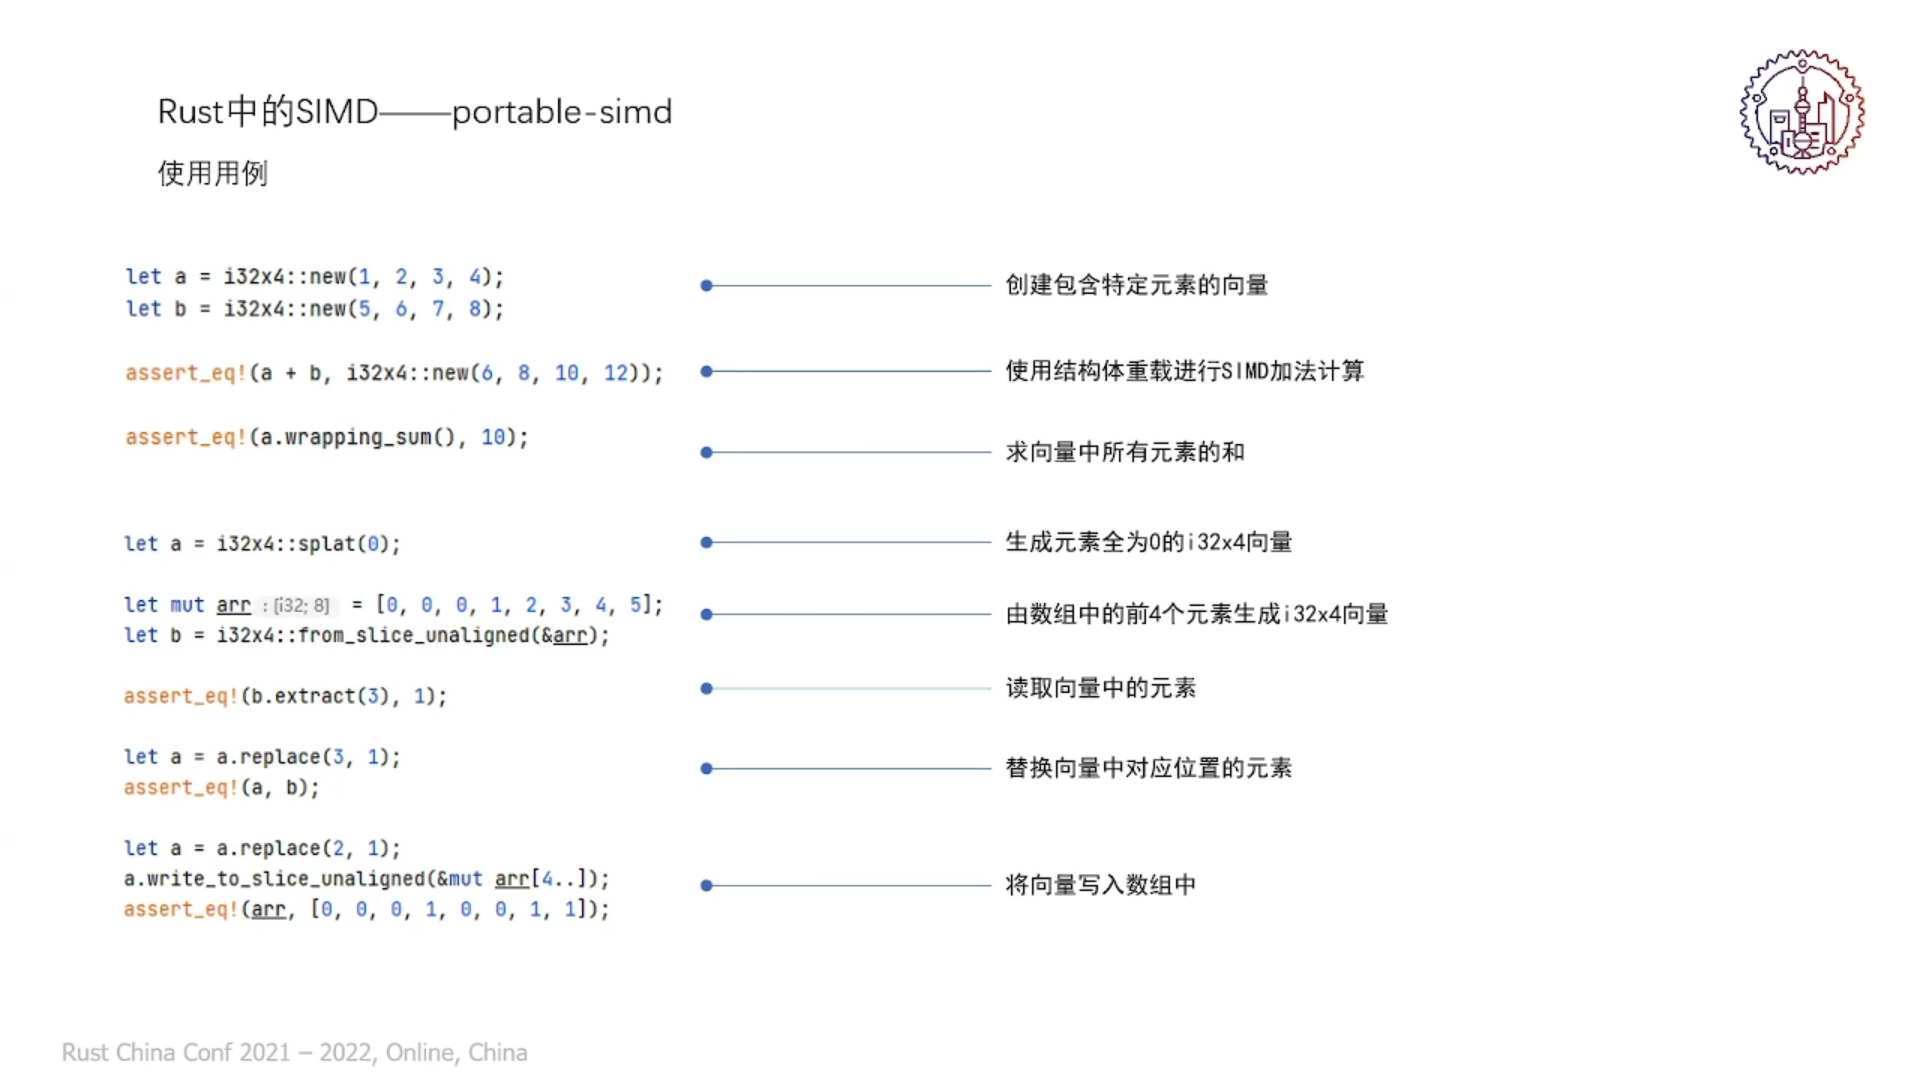 Rust中的SIMD——portable-simd
使用用例
let a = i32x4::new(1, 2, 3, 4);
let b = i32x4::new(5, 6, 7, 8);
创建包含特定元素的向量
assert_eq!(a + b, i32x4::new(6, 8, 10, 12));
使用结构体重载进行SIMD加法计算
assert_eq!(a.wrapping_sum(), 10);
求向量中所有元素的和
let a = i32x4::splat(0);
生成元素全为0的i32x4向量
let mut arr : [i32; 8] = [0, 0, 0, 1, 2, 3, 4, 5];
let b = i32x4::from_slice_unaligned(&arr);
由数组中的前4个元素生成i32x4向量
assert_eq!(b.extract(3), 1);
读取向量中的元素
let a = a.replace(3, 1);
assert_eq!(a, b);
替换向量中对应位置的元素
let a = a.replace(2, 1);
a.write_to_slice_unaligned(&mut arr[4..]);
assert_eq!(arr, [0, 0, 0, 1, 0, 0, 1, 1]);
将向量写入数组中
Rust China Conf 2021 – 2022, Online, China